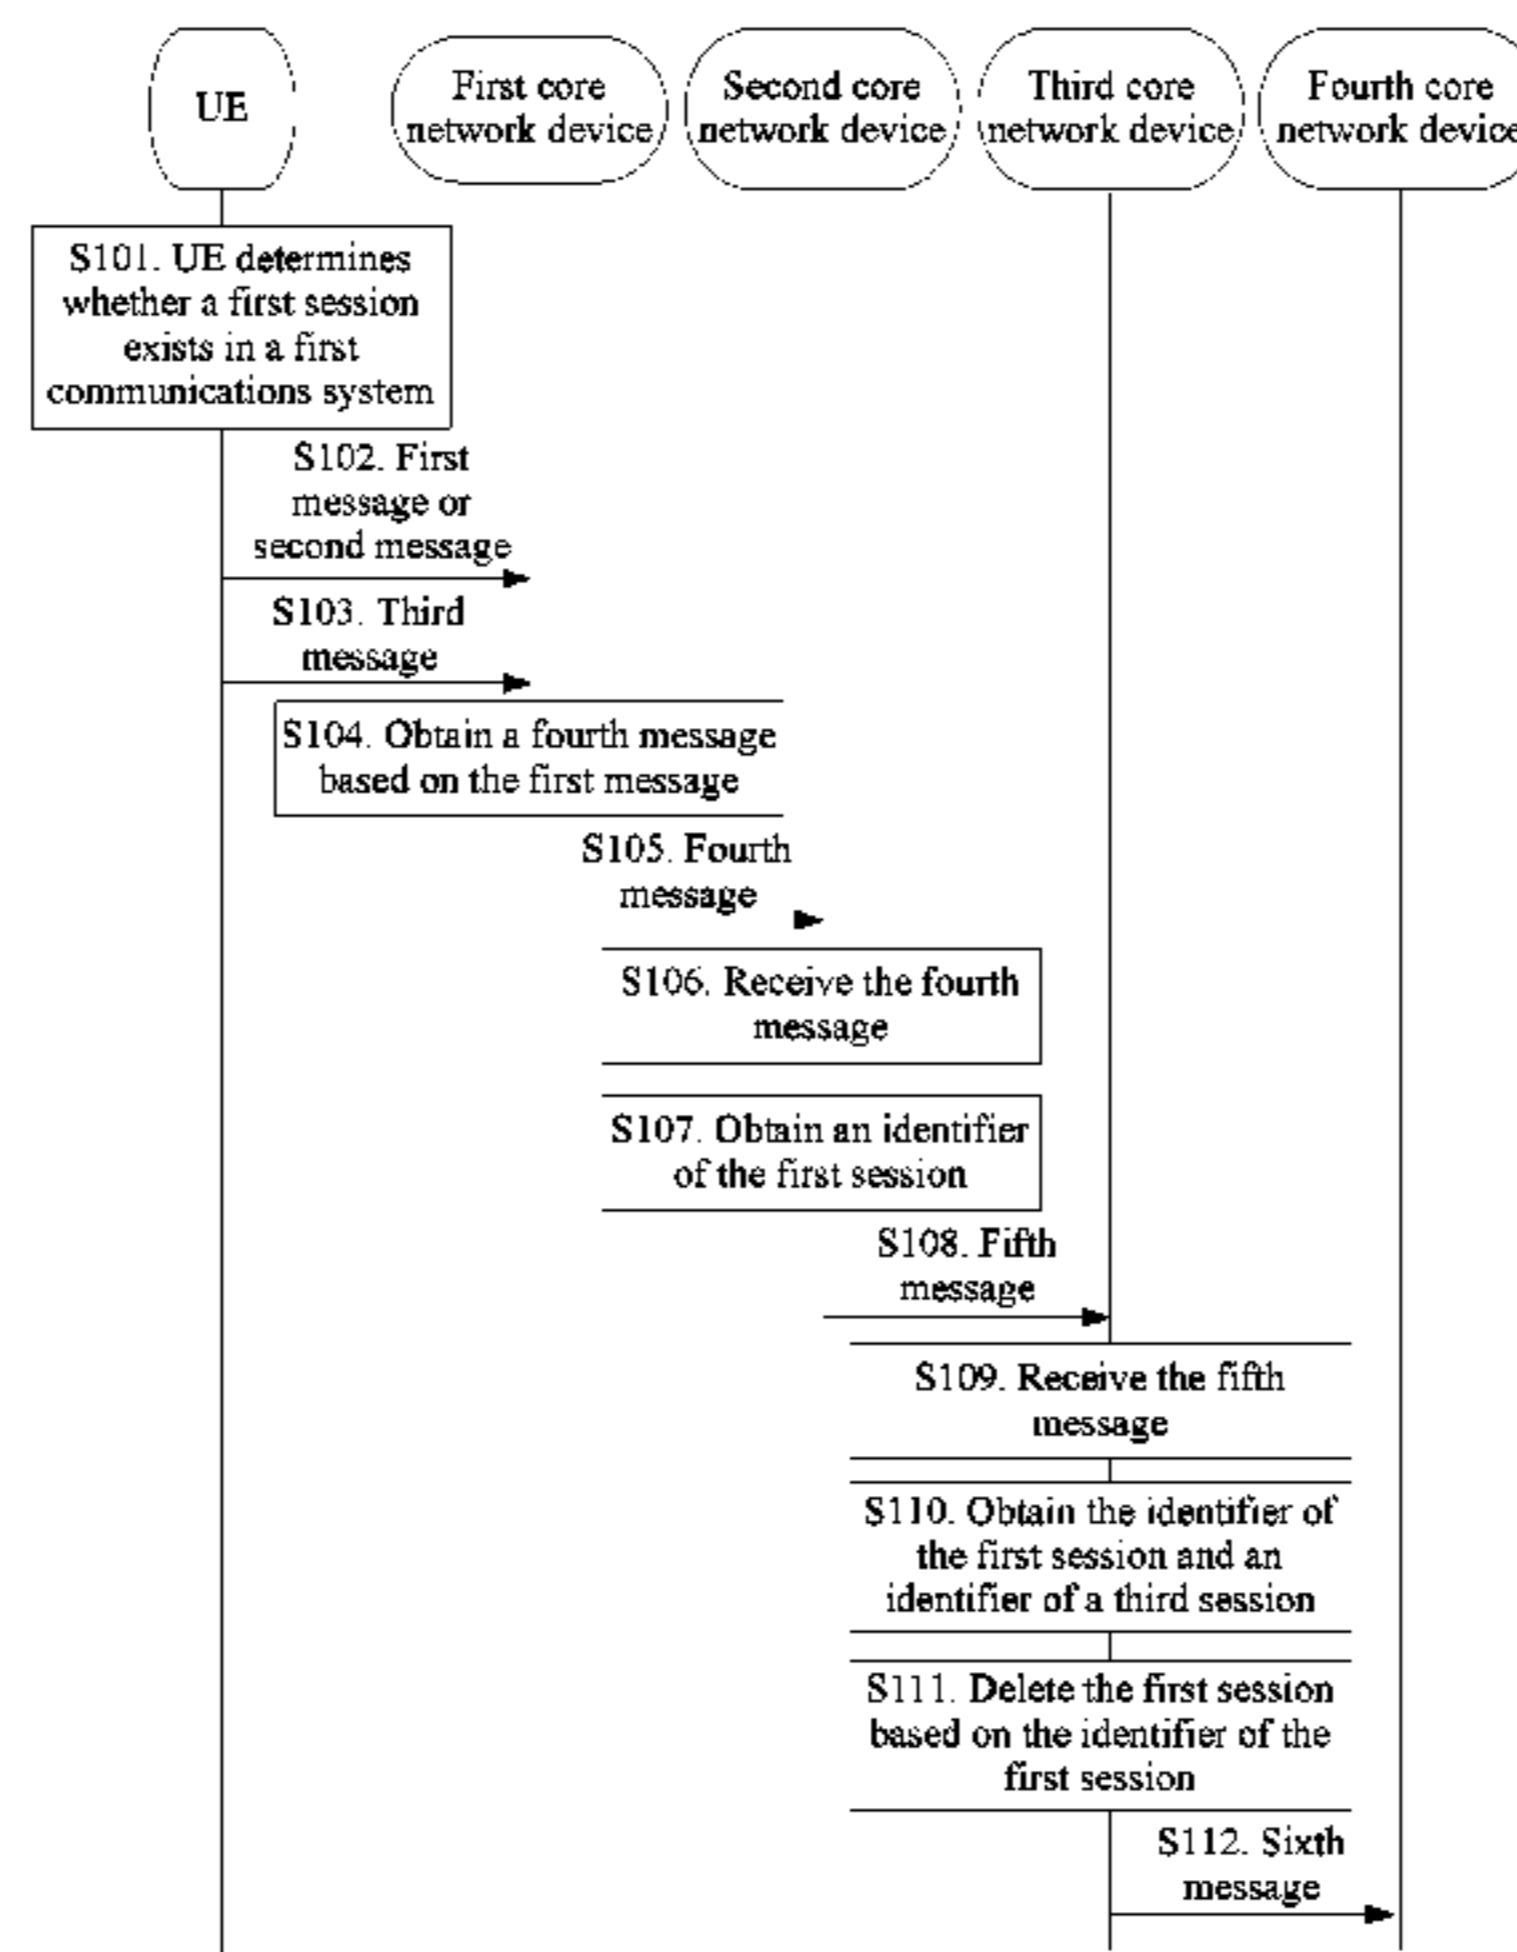 UE
First core
network device
Second core
network device
Third core
network device
Fourth core
network device
S101. UE determines
whether a first session
exists in a first
communications system
S102. First
message or
second message
S103. Third
message
S104. Obtain a fourth message
based on the first message
S105. Fourth
message
S106. Receive the fourth
message
S107. Obtain an identifier
of the first session
S108. Fifth
message
S109. Receive the fifth
message
S110. Obtain the identifier of
the first session and an
identifier of a third session
S111. Delete the first session
based on the identifier of the
first session
S112. Sixth
message